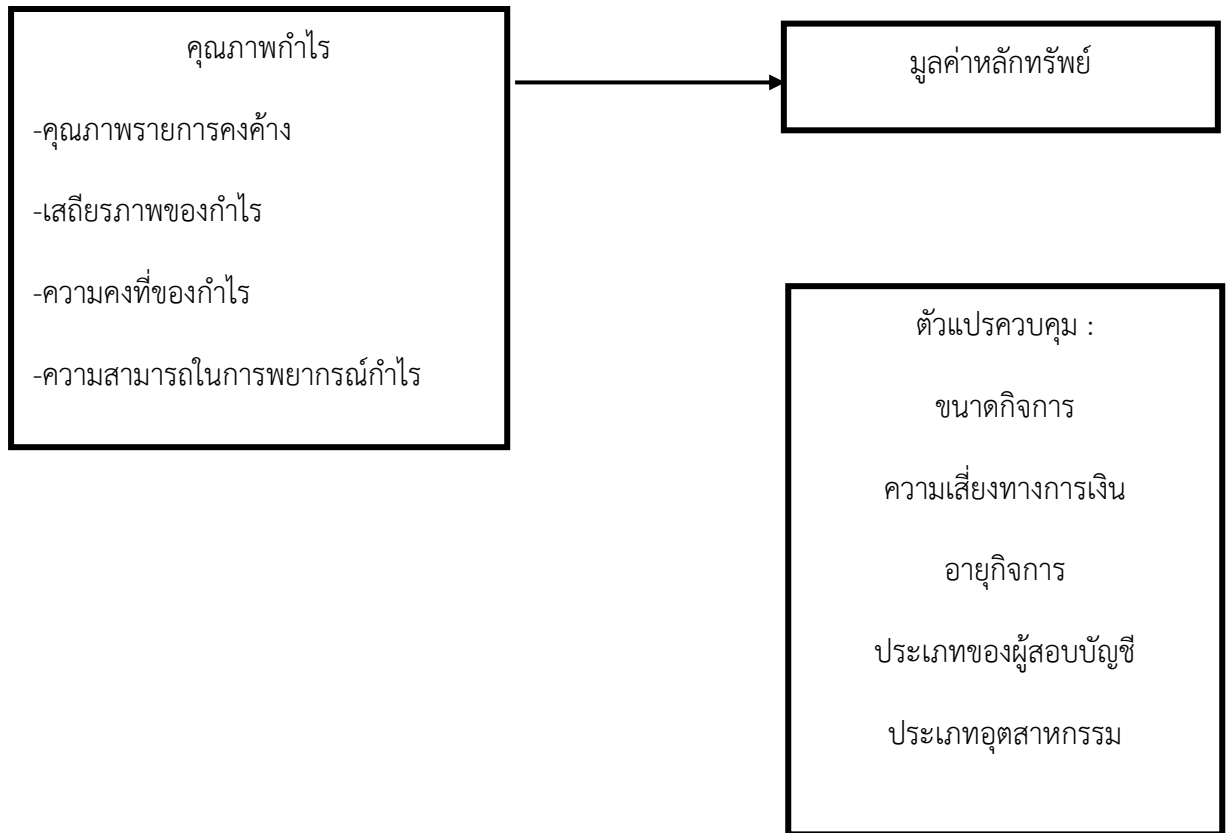 คุณภาพกำไร
-คุณภาพรายการคงค้าง
-เสถียรภาพของกำไร
-ความคงที่ของกำไร
-ความสามารถในการพยากรณ์กำไร
มูลค่าหลักทรัพย์
ตัวแปรควบคุม :
ขนาดกิจการ
ความเสี่ยงทางการเงิน
อายุกิจการ
ประเภทของผู้สอบบัญชี
ประเภทอุตสาหกรรม